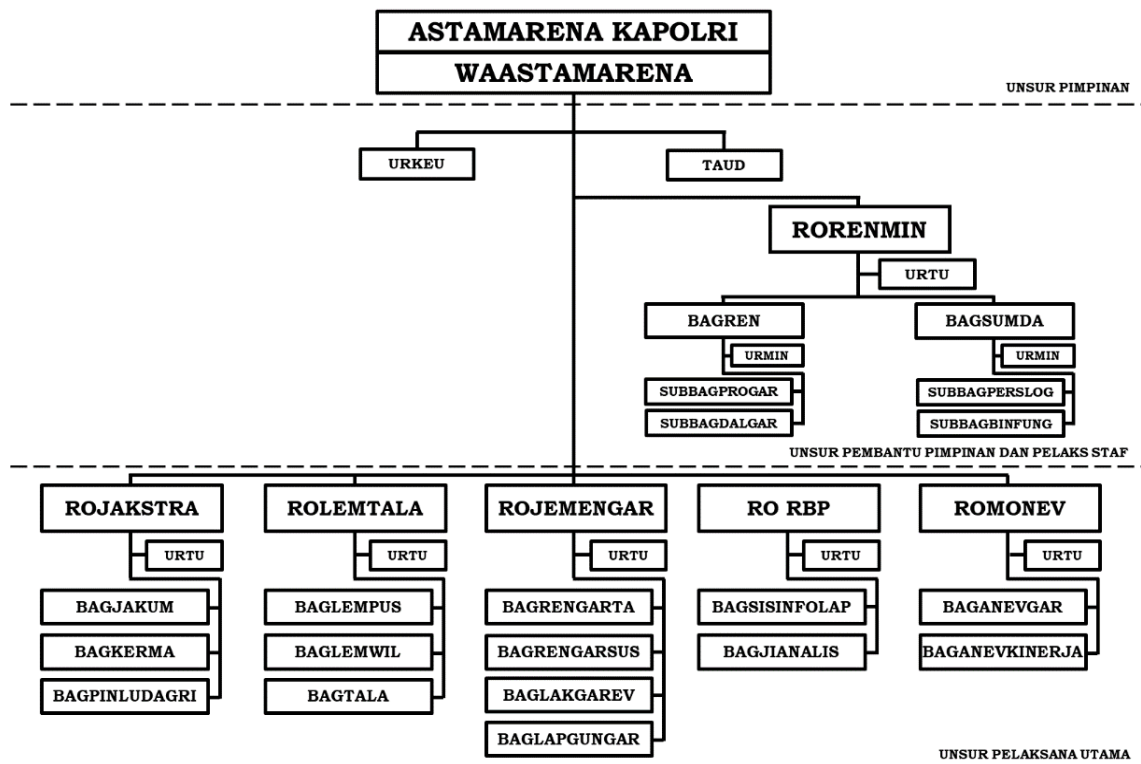 ASTAMARENA KAPOLRI
WAASTAMARENA
UNSUR PIMPINAN
URKEU
TAUD
RORENMIN
URTU
BAGREN
BAGSUMDA
URMIN
URMIN
SUBBAGPROGAR
SUBBAGPERSLOG
SUBBAGDALGAR
SUBBAGBINFUNG
UNSUR PEMBANTU PIMPINAN DAN PELAKS STAF
ROJAKSTRA
ROLEMTALA
ROJEMENGAR
RO RBP
ROMONEV
URTU
URTU
URTU
URTU
URTU
BAGJAKUM
BAGLEMPUS
BAGRENGARTA
BAGSISINFOLAP
BAGANEVGAR
BAGKERMA
BAGLEMWIL
BAGRENGARSUS
BAGJIANALIS
BAGANEVKINERJA
BAGPINLUDAGRI
BAGTALA
BAGLAKGAREV
BAGLAPGUNGAR
UNSUR PELAKSANA UTAMA